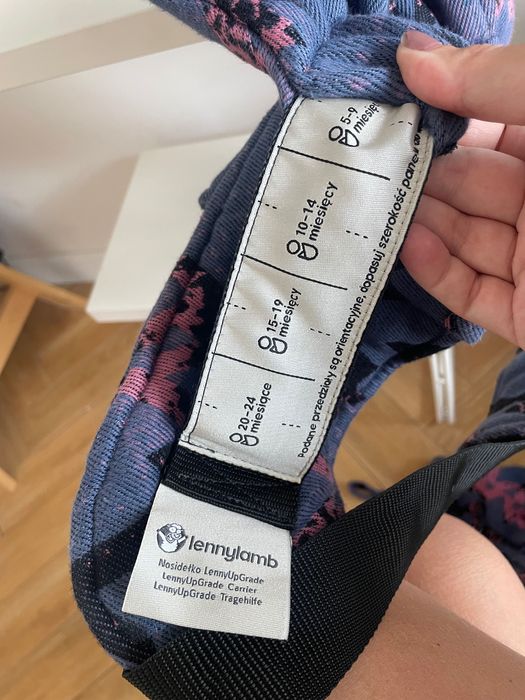 5-9
miesięcy
10-14
miesięcy
15-19
miesięcy
20-24
miesiące
Podane przedziały są orientacyjne, dopasuj szerokość
lennylamb
Nosidełko LennyUpGrade
LennyUpGrade Carrier
LennyUpGrade Tragehilfe